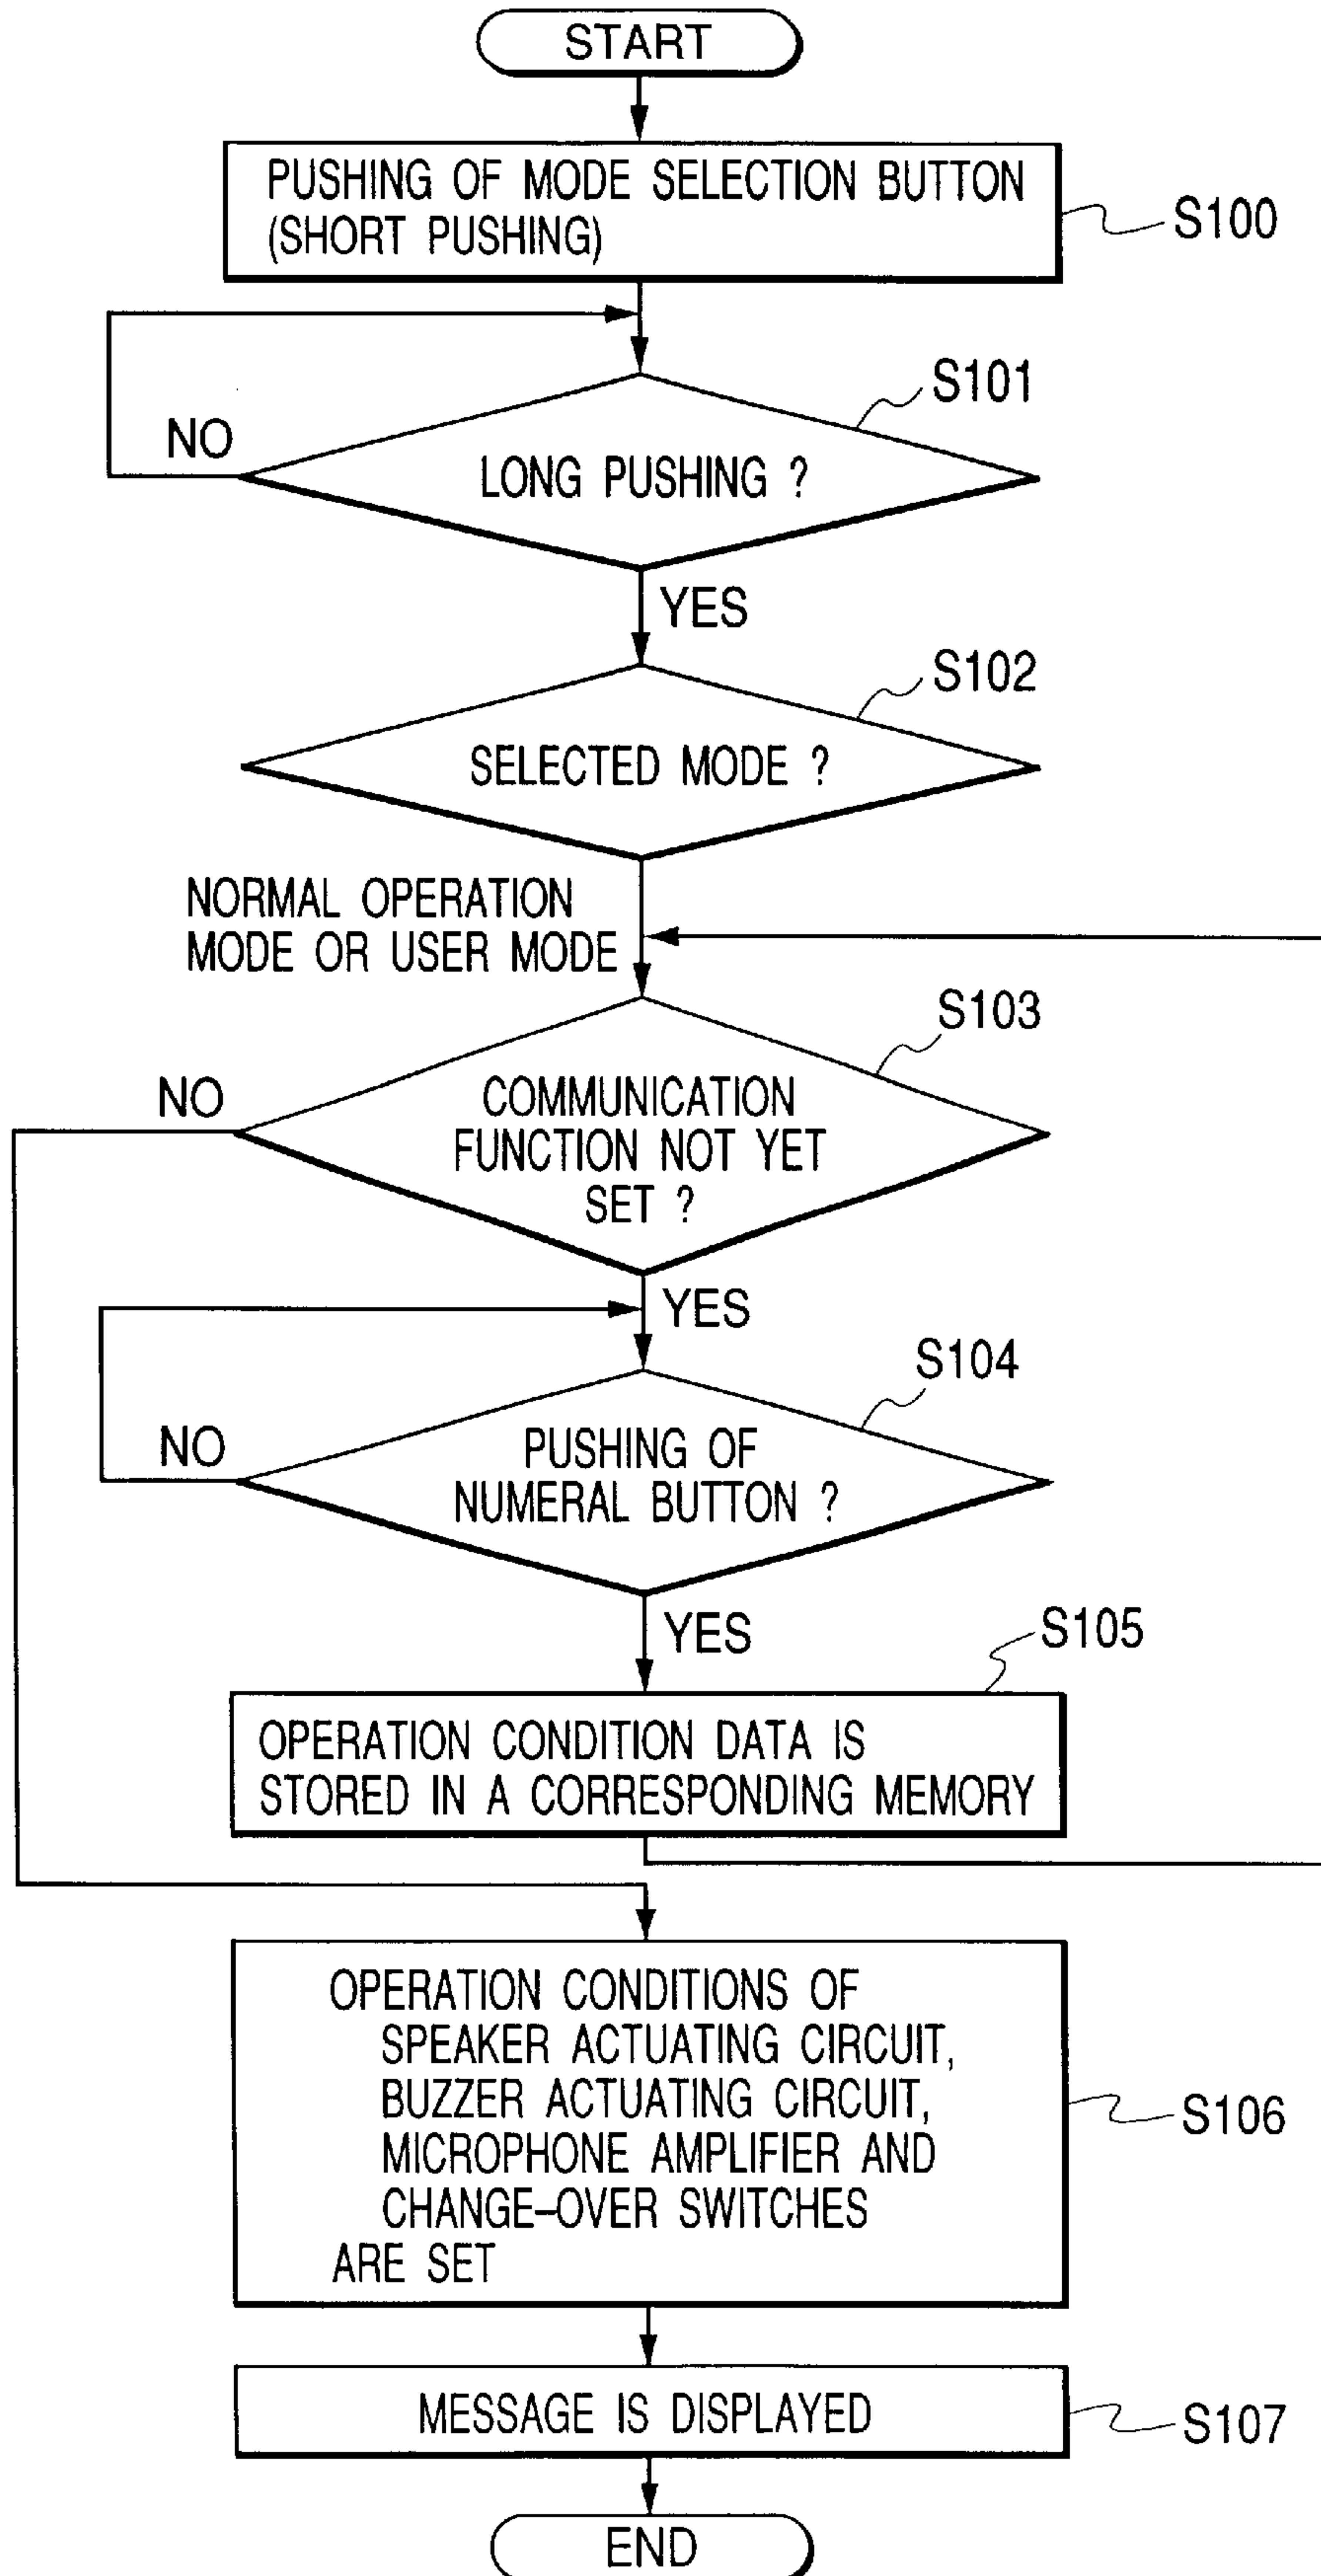 START
PUSHING OF MODE SELECTION BUTTON
(SHORT PUSHING)
S100
S101
NO
LONG PUSHING ?
YES
S102
SELECTED MODE ?
NORMAL OPERATION
MODE OR USER MODE
S103
NO
COMMUNICATION
FUNCTION NOT YET
SET ?
YES
S104
NO
PUSHING OF
NUMERAL BUTTON ?
YES
S105
OPERATION CONDITION DATA IS
STORED IN A CORRESPONDING MEMORY
OPERATION CONDITIONS OF
SPEAKER ACTUATING CIRCUIT,
BUZZER ACTUATING CIRCUIT,
MICROPHONE AMPLIFIER AND
CHANGE–OVER SWITCHES
ARE SET
S106
MESSAGE IS DISPLAYED
S107
END